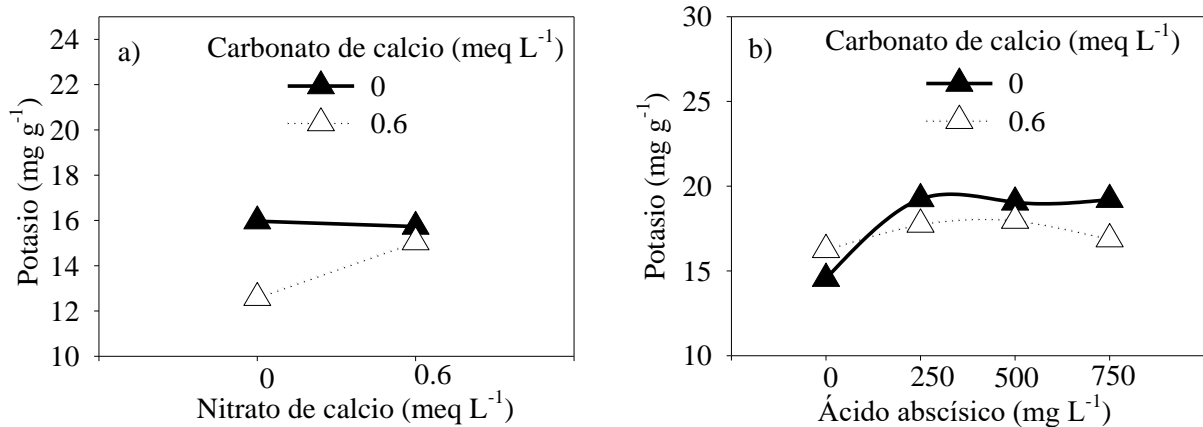 a)
Carbonato de calcio (meq L-1)
0
0.6
Potasio (mg g-1)
24
22
20
18
16
14
12
10
0
0.6
Nitrato de calcio (meq L-1)
b)
Carbonato de calcio (meq L-1)
0
0.6
Potasio (mg g-1)
30
25
20
15
10
0
250
500
750
Ácido abscísico (mg L-1)